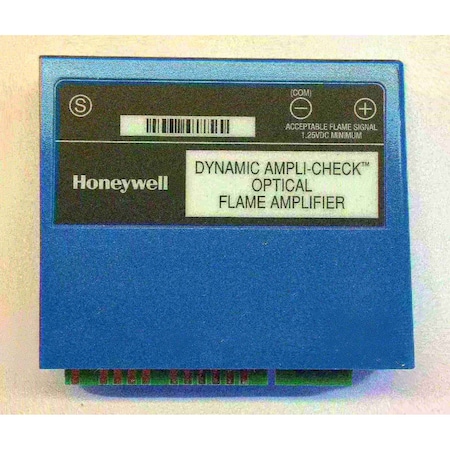 S
(COM)
− +
ACCEPTABLE FLAME SIGNAL
1.25VDC MINIMUM
Honeywell
DYNAMIC AMPLI-CHECK™
OPTICAL
FLAME AMPLIFIER